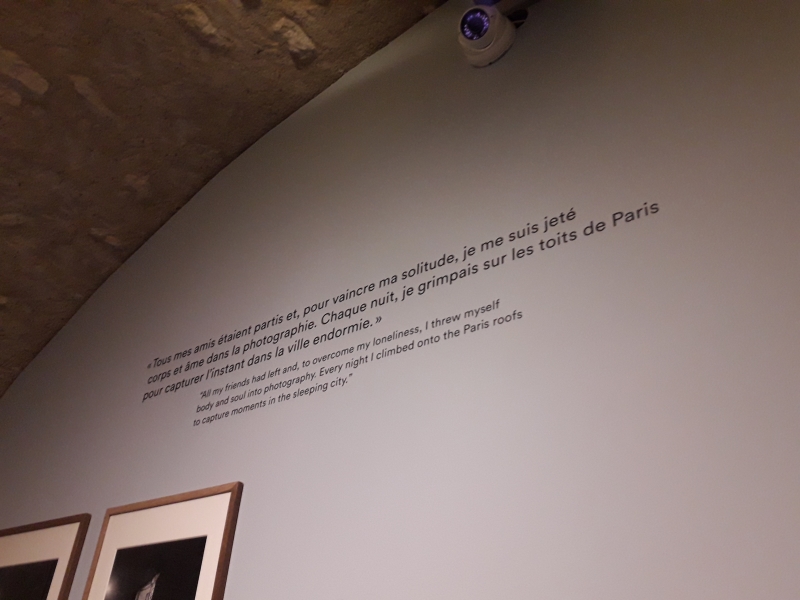 « Tous mes amis étaient partis et, pour vaincre ma solitude, je me suis jeté
corps et âme dans la photographie. Chaque nuit, je grimpais sur les toits de Paris
pour capturer l'instant dans la ville endormie. »
"All my friends had left and, to overcome my loneliness, I threw myself
body and soul into photography. Every night I climbed onto the Paris roofs
to capture moments in the sleeping city."